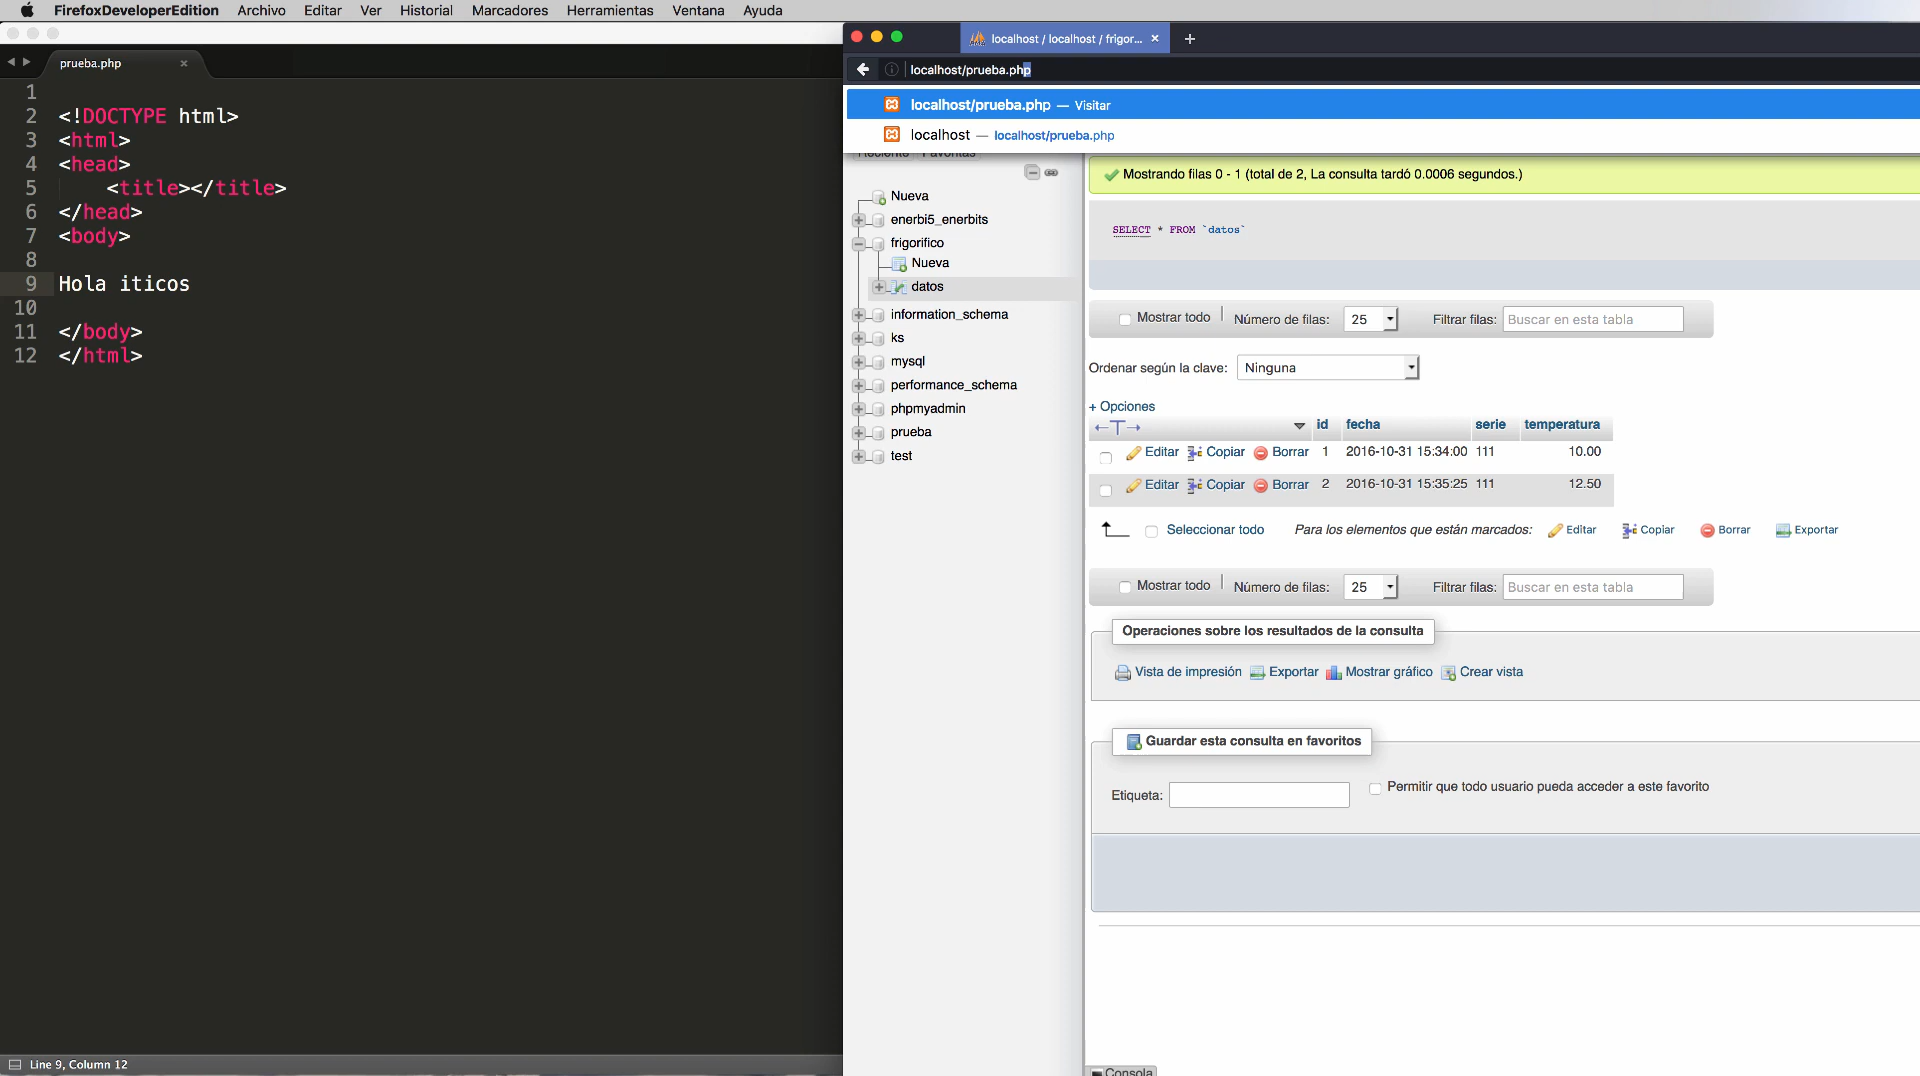 FirefoxDeveloperEdition Archivo Editar Ver Historial Marcadores Herramientas Ventana Ayuda
prueba.php
1
2 <!DOCTYPE html>
3 <html>
4 <head>
5 <title></title>
6 </head>
7 <body>
8
9 Hola iticos
10
11 </body>
12 </html>
Line 9, Column 12
localhost / localhost / frigor...
localhost/prueba.php
localhost/prueba.php — Visitar
localhost — localhost/prueba.php
Reciente Favoritas
Nueva
enerbi5_enerbits
frigorifico
Nueva
datos
information_schema
ks
mysql
performance_schema
phpmyadmin
prueba
test
Mostrando filas 0 - 1 (total de 2, La consulta tardó 0.0006 segundos.)
SELECT * FROM `datos`
Mostrar todo Número de filas: 25 Filtrar filas: Buscar en esta tabla
Ordenar según la clave: Ninguna
+ Opciones
←T→ id fecha serie temperatura
Editar Copiar Borrar 1 2016-10-31 15:34:00 111 10.00
Editar Copiar Borrar 2 2016-10-31 15:35:25 111 12.50
Seleccionar todo Para los elementos que están marcados: Editar Copiar Borrar Exportar
Mostrar todo Número de filas: 25 Filtrar filas: Buscar en esta tabla
Operaciones sobre los resultados de la consulta
Vista de impresión Exportar Mostrar gráfico Crear vista
Guardar esta consulta en favoritos
Etiqueta: Permitir que todo usuario pueda acceder a este favorito
Consola